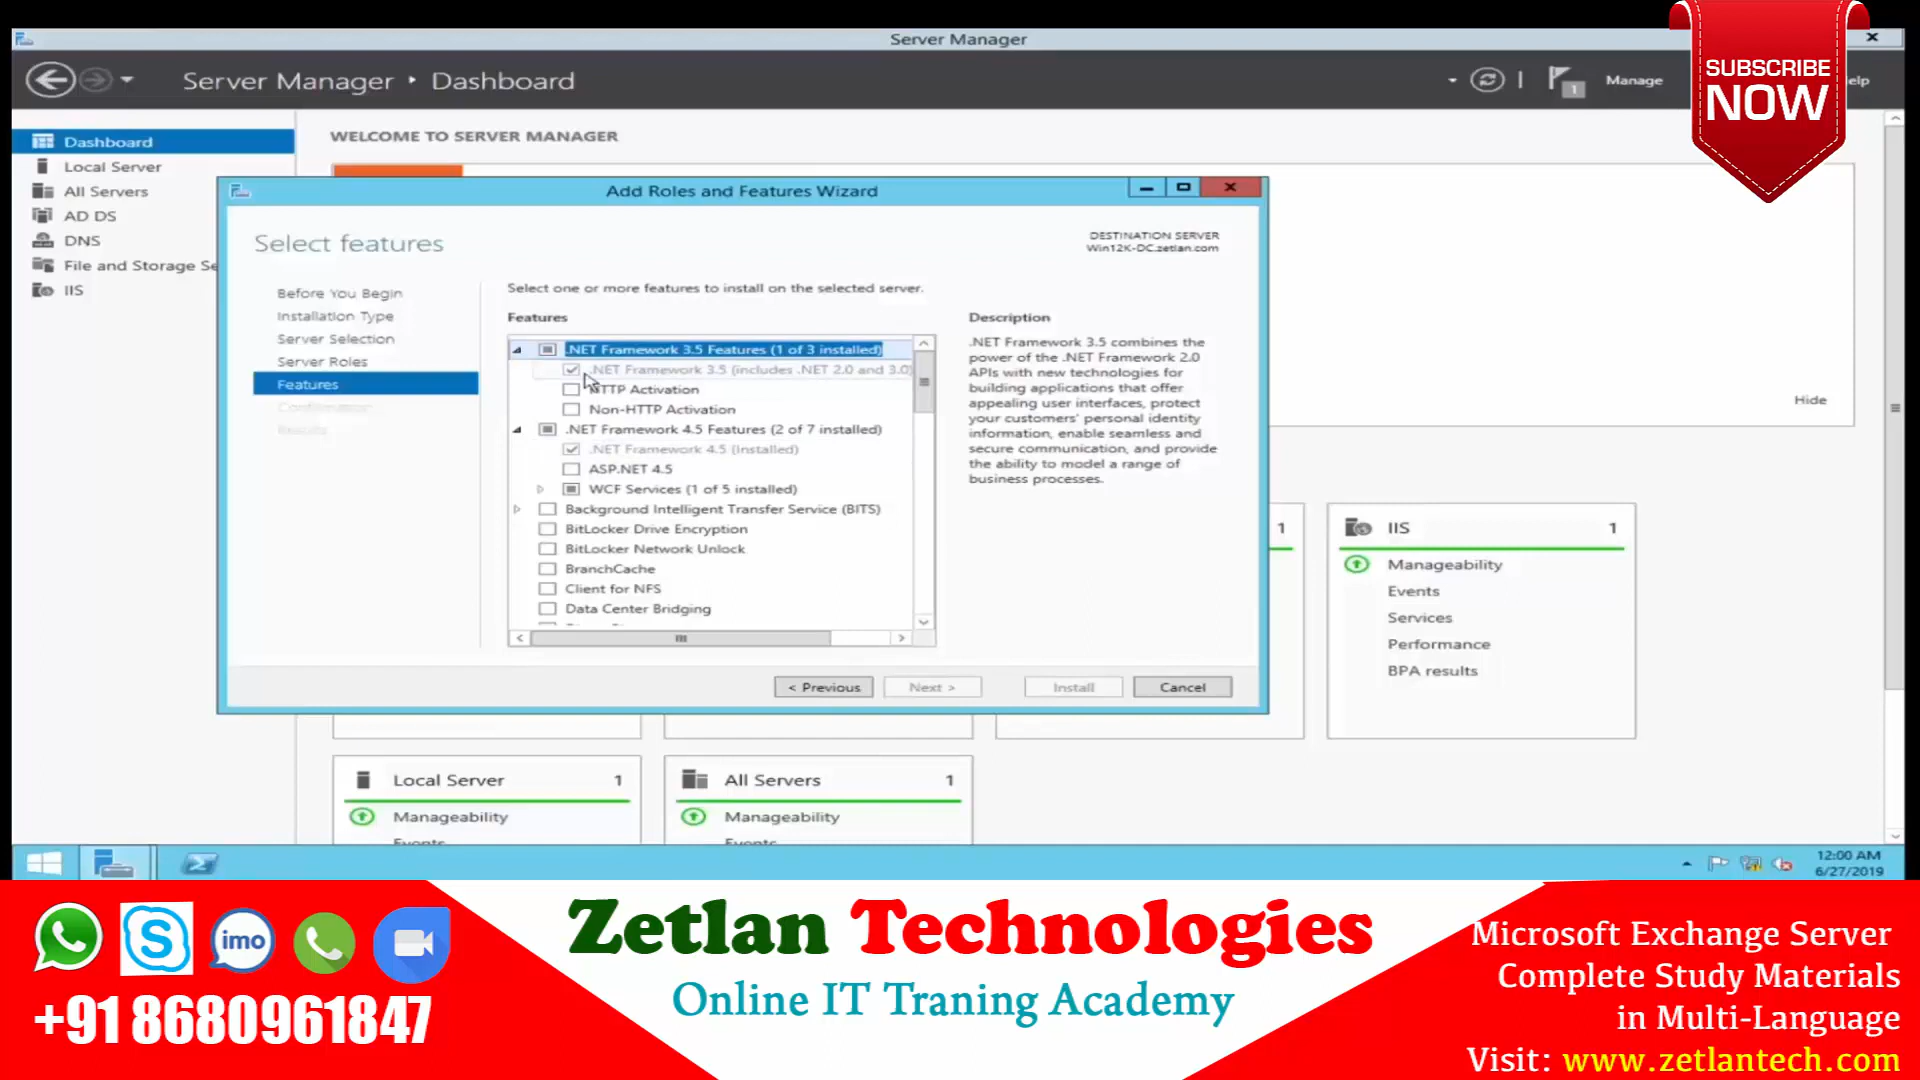 Server Manager
Server Manager • Dashboard
1
Manage
elp
SUBSCRIBE
NOW
Dashboard
Local Server
All Servers
AD DS
DNS
File and Storage Se
IIS
WELCOME TO SERVER MANAGER
Hide
Add Roles and Features Wizard
Select features
DESTINATION SERVER
Win12K-DC.zetlan.com
Before You Begin
Installation Type
Server Selection
Server Roles
Features
Confirmation
Results
Select one or more features to install on the selected server.
Features
.NET Framework 3.5 Features (1 of 3 installed)
.NET Framework 3.5 (includes .NET 2.0 and 3.0)
HTTP Activation
Non-HTTP Activation
.NET Framework 4.5 Features (2 of 7 installed)
.NET Framework 4.5 (Installed)
ASP.NET 4.5
WCF Services (1 of 5 installed)
Background Intelligent Transfer Service (BITS)
BitLocker Drive Encryption
BitLocker Network Unlock
BranchCache
Client for NFS
Data Center Bridging
Description
.NET Framework 3.5 combines the
power of the .NET Framework 2.0
APIs with new technologies for
building applications that offer
appealing user interfaces, protect
your customers' personal identity
information, enable seamless and
secure communication, and provide
the ability to model a range of
business processes.
< Previous
Next >
Install
Cancel
1
IIS 1
Manageability
Events
Services
Performance
BPA results
Local Server 1
Manageability
Events
All Servers 1
Manageability
Events
12:00 AM
6/27/2019
imo
+91 8680961847
Zetlan Technologies
Online IT Traning Academy
Microsoft Exchange Server
Complete Study Materials
in Multi-Language
Visit: www.zetlantech.com